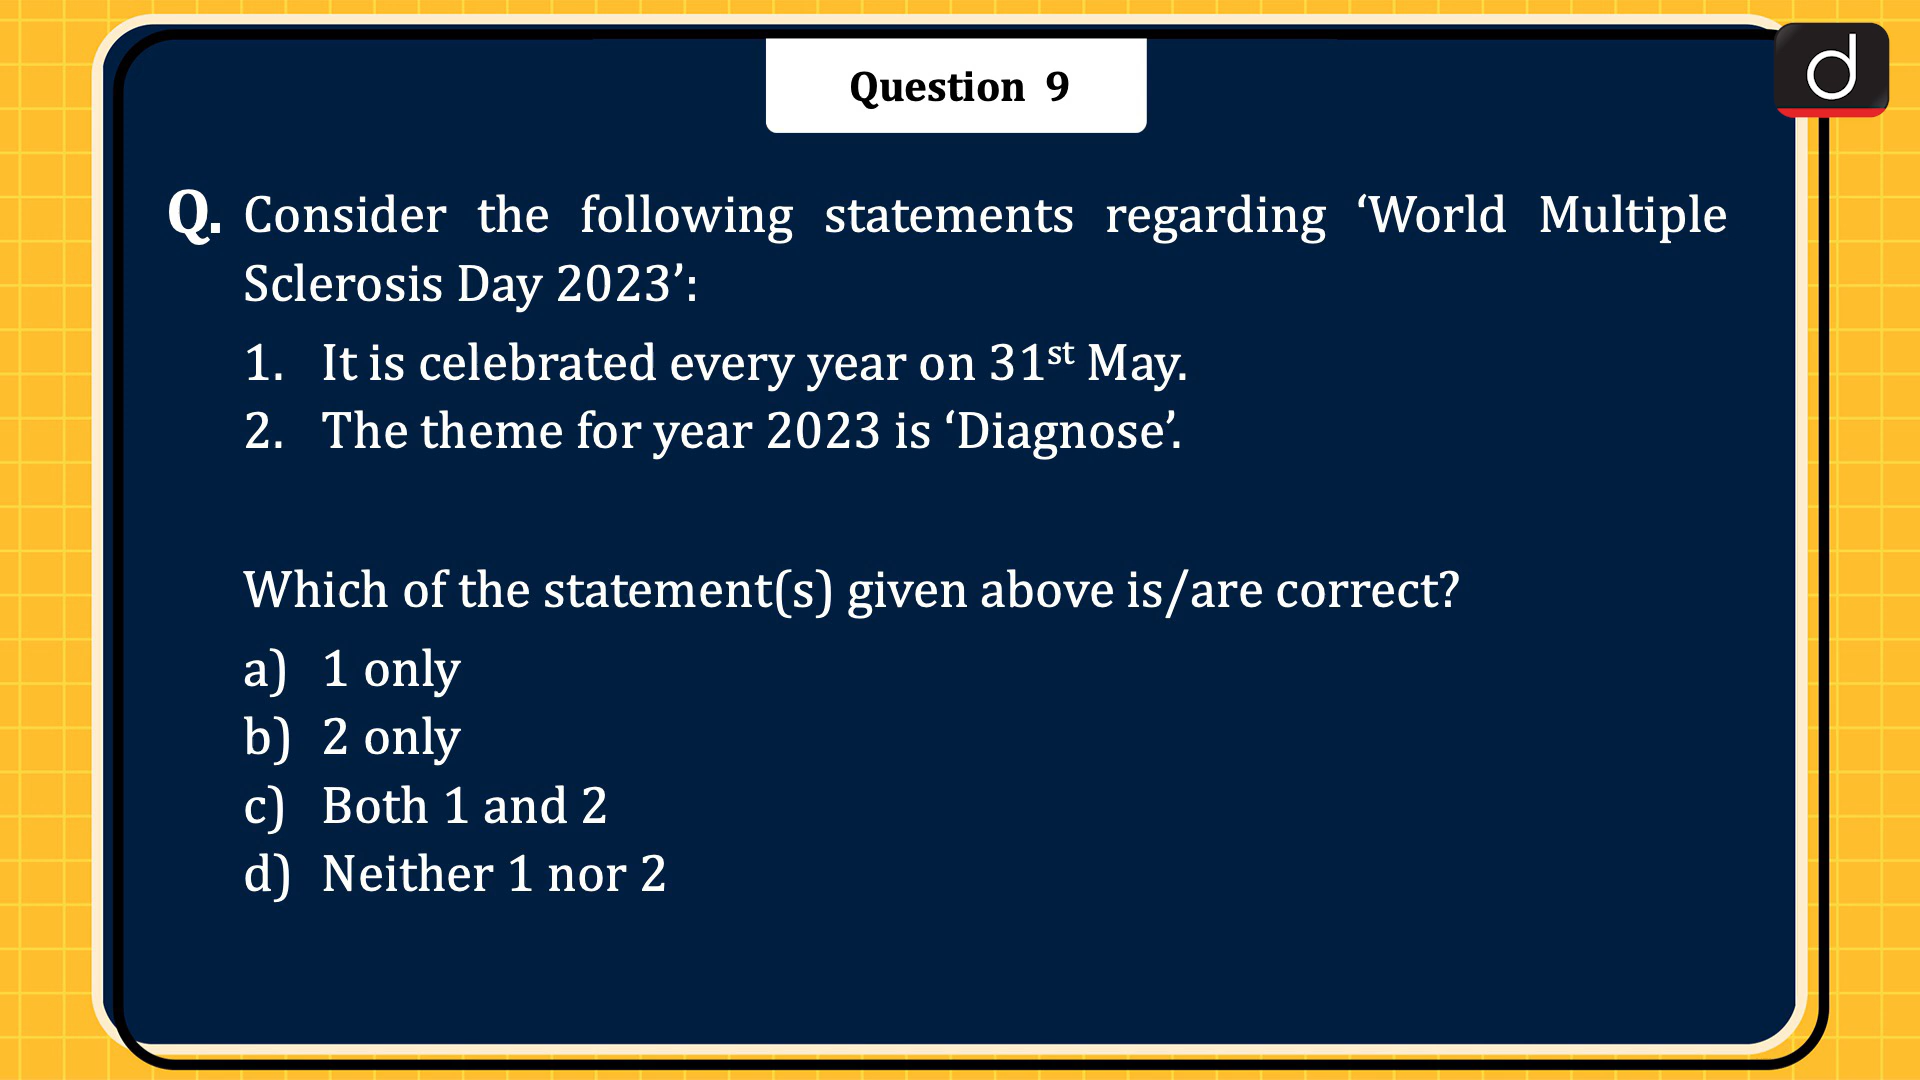 Question 9
d
Q. Consider the following statements regarding ‘World Multiple
Sclerosis Day 2023’:
1. It is celebrated every year on 31st May.
2. The theme for year 2023 is ‘Diagnose’.
Which of the statement(s) given above is/are correct?
a) 1 only
b) 2 only
c) Both 1 and 2
d) Neither 1 nor 2